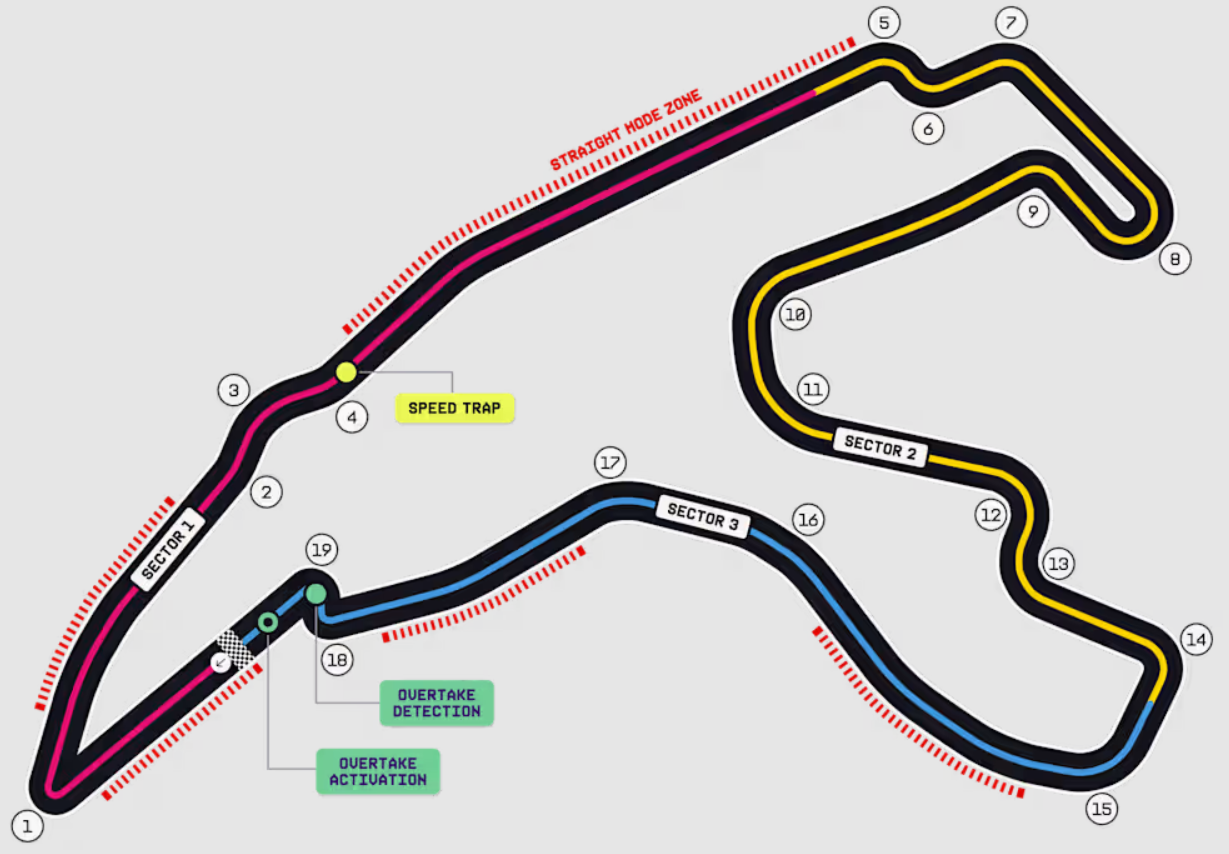 5
7
6
STRAIGHT MODE ZONE
9
8
10
3
4
SPEED TRAP
11
SECTOR 2
2
17
SECTOR 3
16
12
SECTOR 1
19
13
18
14
OVERTAKE
DETECTION
OVERTAKE
ACTIVATION
15
1